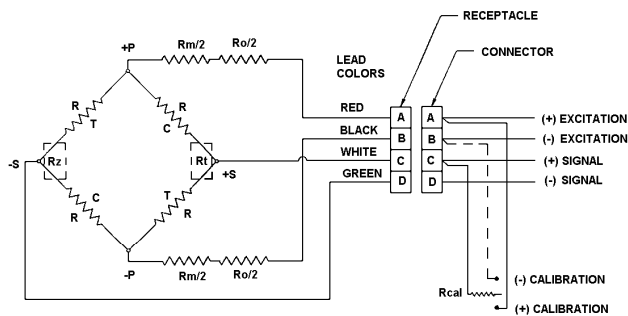 RECEPTACLE
CONNECTOR
+P
Rm/2 Ro/2
LEAD
COLORS
R
T
R
C
RED
A A (+) EXCITATION
BLACK
B B (-) EXCITATION
-S
Rz
Rt
+S
WHITE
C C (+) SIGNAL
GREEN
D D (-) SIGNAL
C
R
T
R
-P
Rm/2 Ro/2
(-) CALIBRATION
Rcal
(+) CALIBRATION